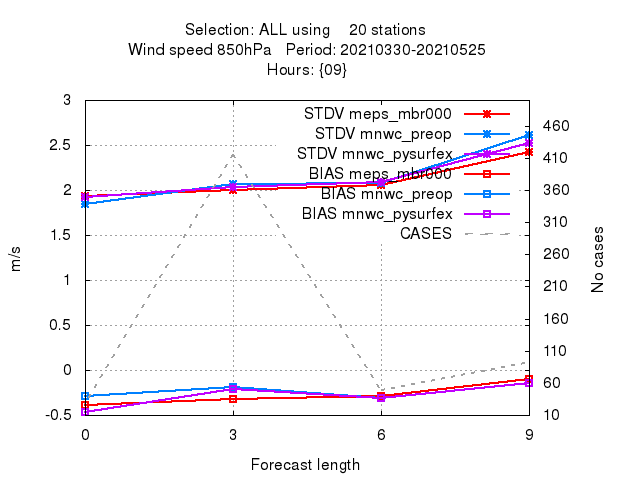 Selection: ALL using 20 stations
Wind speed 850hPa Period: 20210330-20210525
Hours: {09}
3
2.5
2
1.5
1
0.5
0
-0.5
m/s
STDV meps_mbr000
STDV mnwc_preop
STDV mnwc_pysurfex
BIAS meps_mbr000
BIAS mnwc_preop
BIAS mnwc_pysurfex
CASES
460
410
360
310
260
210
160
110
60
10
No cases
0 3 6 9
Forecast length